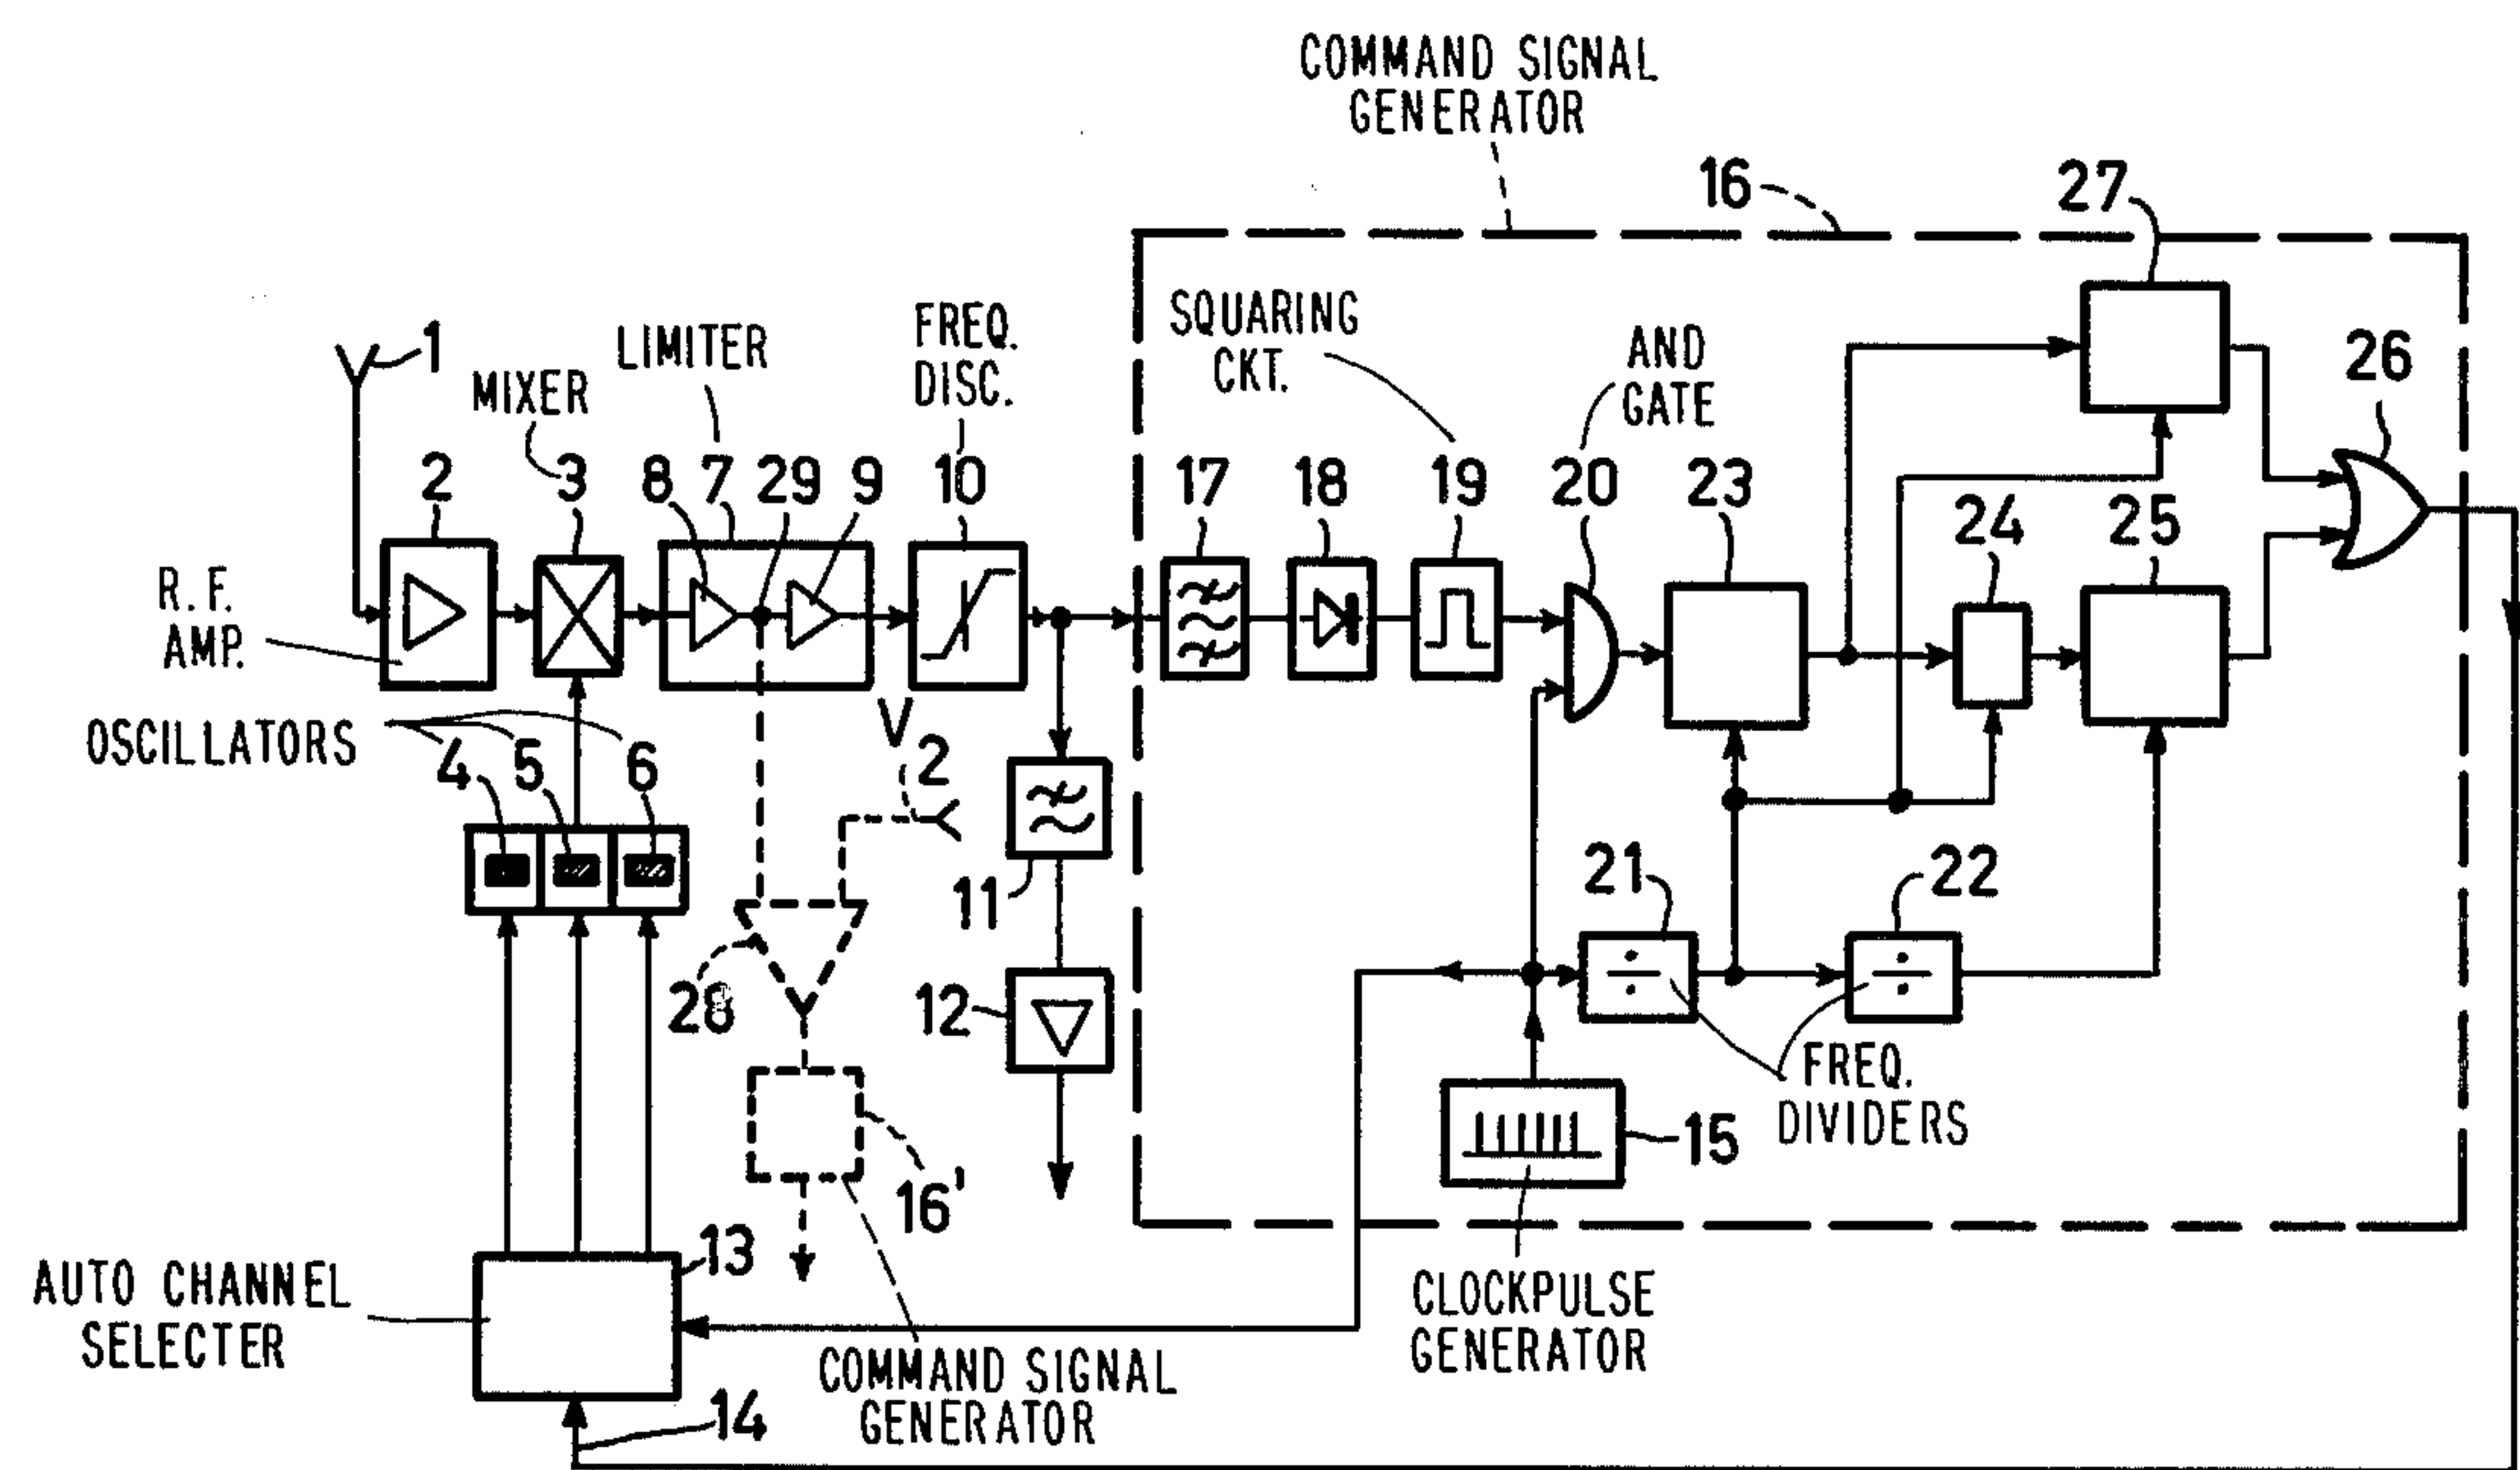 COMMAND SIGNAL
GENERATOR
16
27
SQUARING
CKT.
AND
GATE
26
1
MIXER
LIMITER
FREQ.
DISC.
2
3
8
7
29
9
10
17
18
19
20
23
24
25
R.F.
AMP.
OSCILLATORS
4
5
6
V
2
11
21
22
28
12
FREQ.
DIVIDERS
15
16'
13
AUTO CHANNEL
SELECTER
CLOCKPULSE
GENERATOR
COMMAND SIGNAL
GENERATOR
14